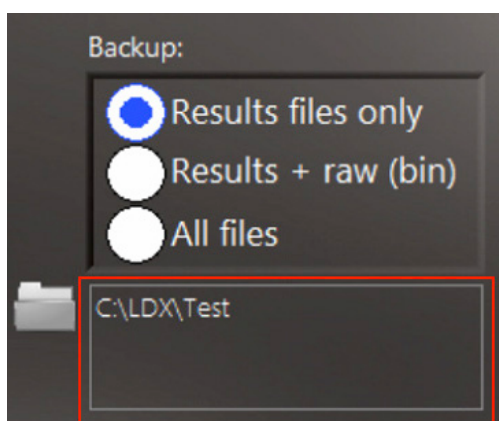 Backup:
Results files only
Results + raw (bin)
All files
C:\LDX\Test